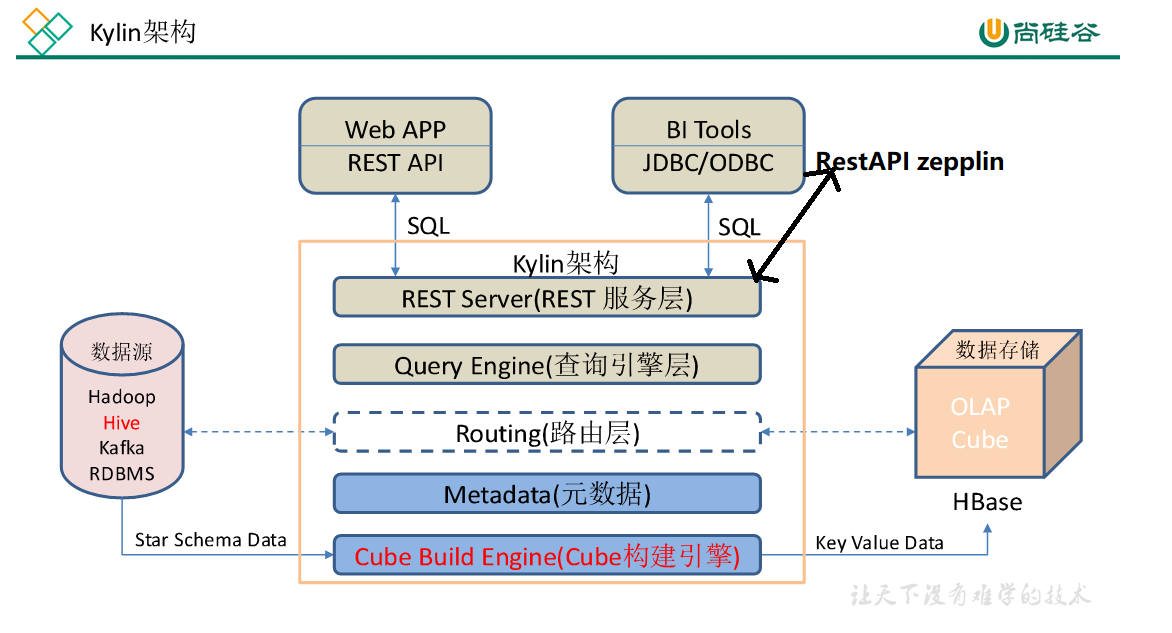 Kylin架构
尚硅谷
Web APP
REST API
BI Tools
JDBC/ODBC
RestAPI zepplin
SQL
SQL
Kylin架构
REST Server(REST 服务层)
Query Engine(查询引擎层)
数据源
Hadoop
Hive
Kafka
RDBMS
Routing(路由层)
数据存储
OLAP
Cube
HBase
Metadata(元数据)
Star Schema Data
Cube Build Engine(Cube构建引擎)
Key Value Data
让天下没有难学的技术